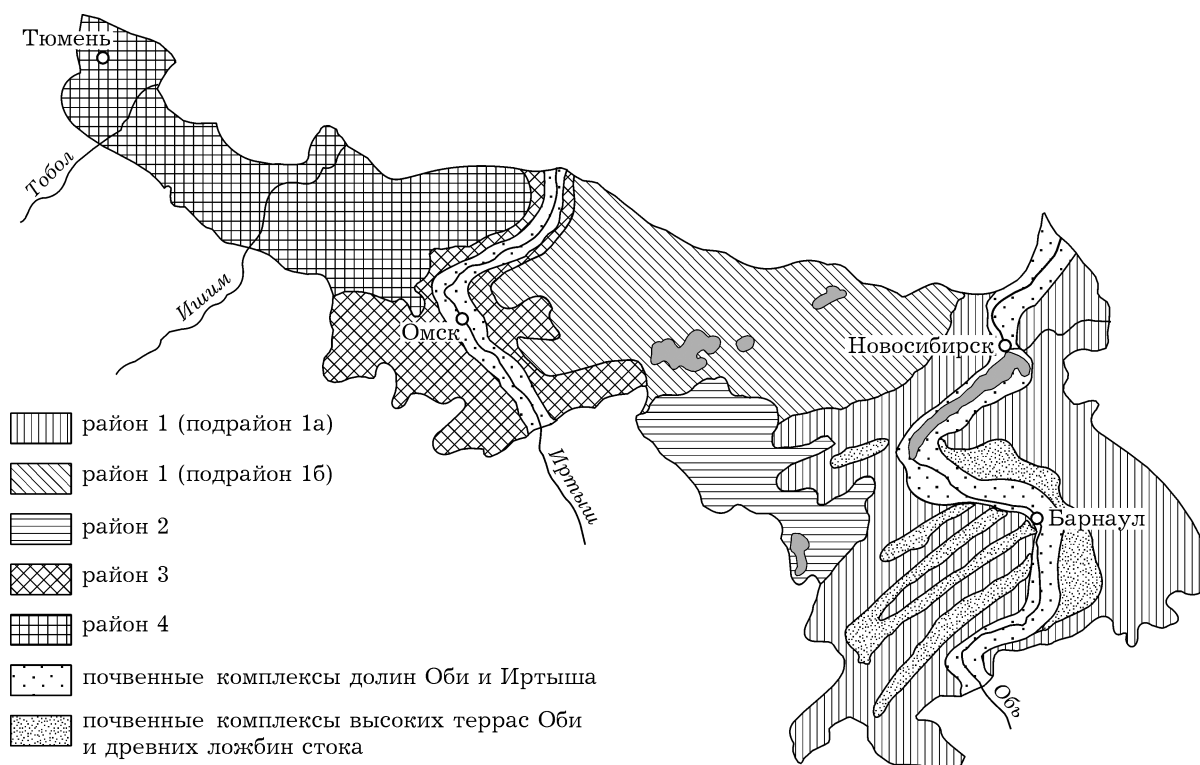 Тюмень
Тобол
Ишим
Омск
Новосибирск
Иртыш
Барнаул
Обь
район 1 (подрайон 1а)
район 1 (подрайон 1б)
район 2
район 3
район 4
почвенные комплексы долин Оби и Иртыша
почвенные комплексы высоких террас Оби
и древних ложбин стока